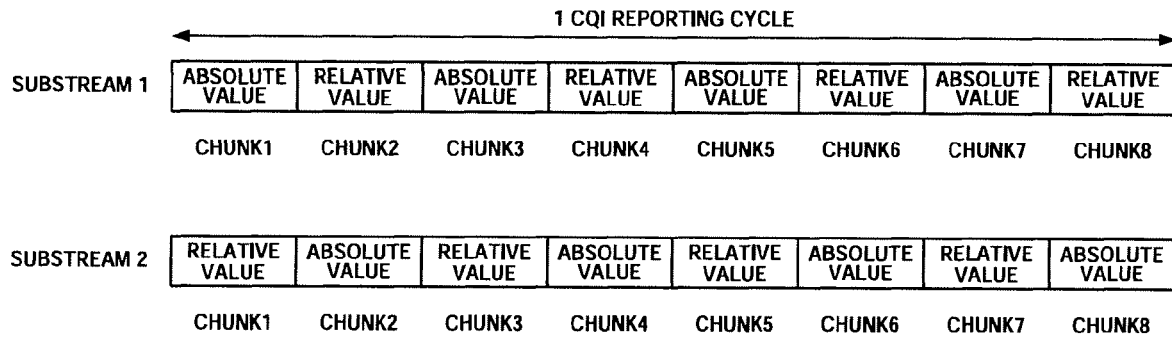 1 CQI REPORTING CYCLE
SUBSTREAM 1
ABSOLUTE VALUE
RELATIVE VALUE
ABSOLUTE VALUE
RELATIVE VALUE
ABSOLUTE VALUE
RELATIVE VALUE
ABSOLUTE VALUE
RELATIVE VALUE
CHUNK1 CHUNK2 CHUNK3 CHUNK4 CHUNK5 CHUNK6 CHUNK7 CHUNK8
SUBSTREAM 2
RELATIVE VALUE
ABSOLUTE VALUE
RELATIVE VALUE
ABSOLUTE VALUE
RELATIVE VALUE
ABSOLUTE VALUE
RELATIVE VALUE
ABSOLUTE VALUE
CHUNK1 CHUNK2 CHUNK3 CHUNK4 CHUNK5 CHUNK6 CHUNK7 CHUNK8